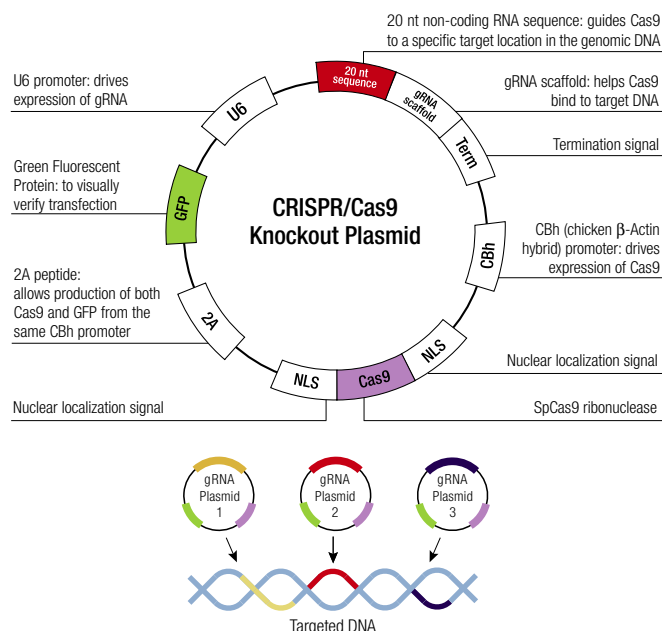 20 nt non-coding RNA sequence: guides Cas9
to a specific target location in the genomic DNA
U6 promoter: drives
expression of gRNA
gRNA scaffold: helps Cas9
bind to target DNA
Termination signal
Green Fluorescent
Protein: to visually
verify transfection
CBh (chicken β-Actin
hybrid) promoter: drives
expression of Cas9
2A peptide:
allows production of both
Cas9 and GFP from the
same CBh promoter
Nuclear localization signal
Nuclear localization signal
SpCas9 ribonuclease
20 nt
sequence
gRNA
scaffold
Term
CBh
NLS
Cas9
NLS
2A
GFP
U6
CRISPR/Cas9
Knockout Plasmid
gRNA
Plasmid
1
gRNA
Plasmid
2
gRNA
Plasmid
3
Targeted DNA